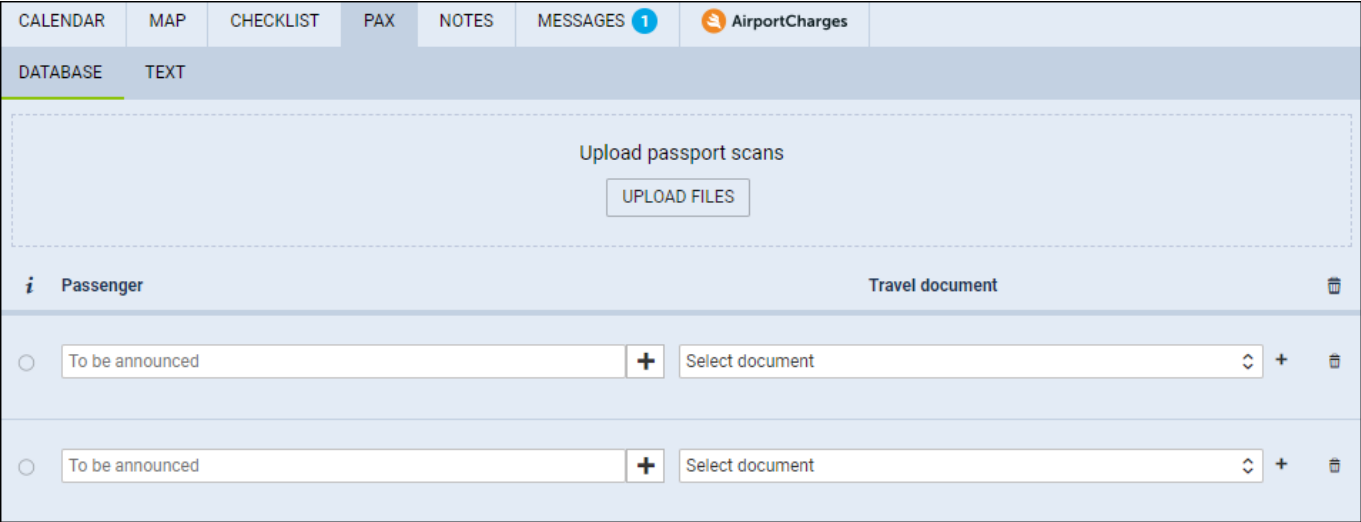 CALENDAR MAP CHECKLIST PAX NOTES MESSAGES 1 AirportCharges
DATABASE TEXT
Upload passport scans
UPLOAD FILES
i Passenger Travel document
To be announced + Select document +
To be announced + Select document +